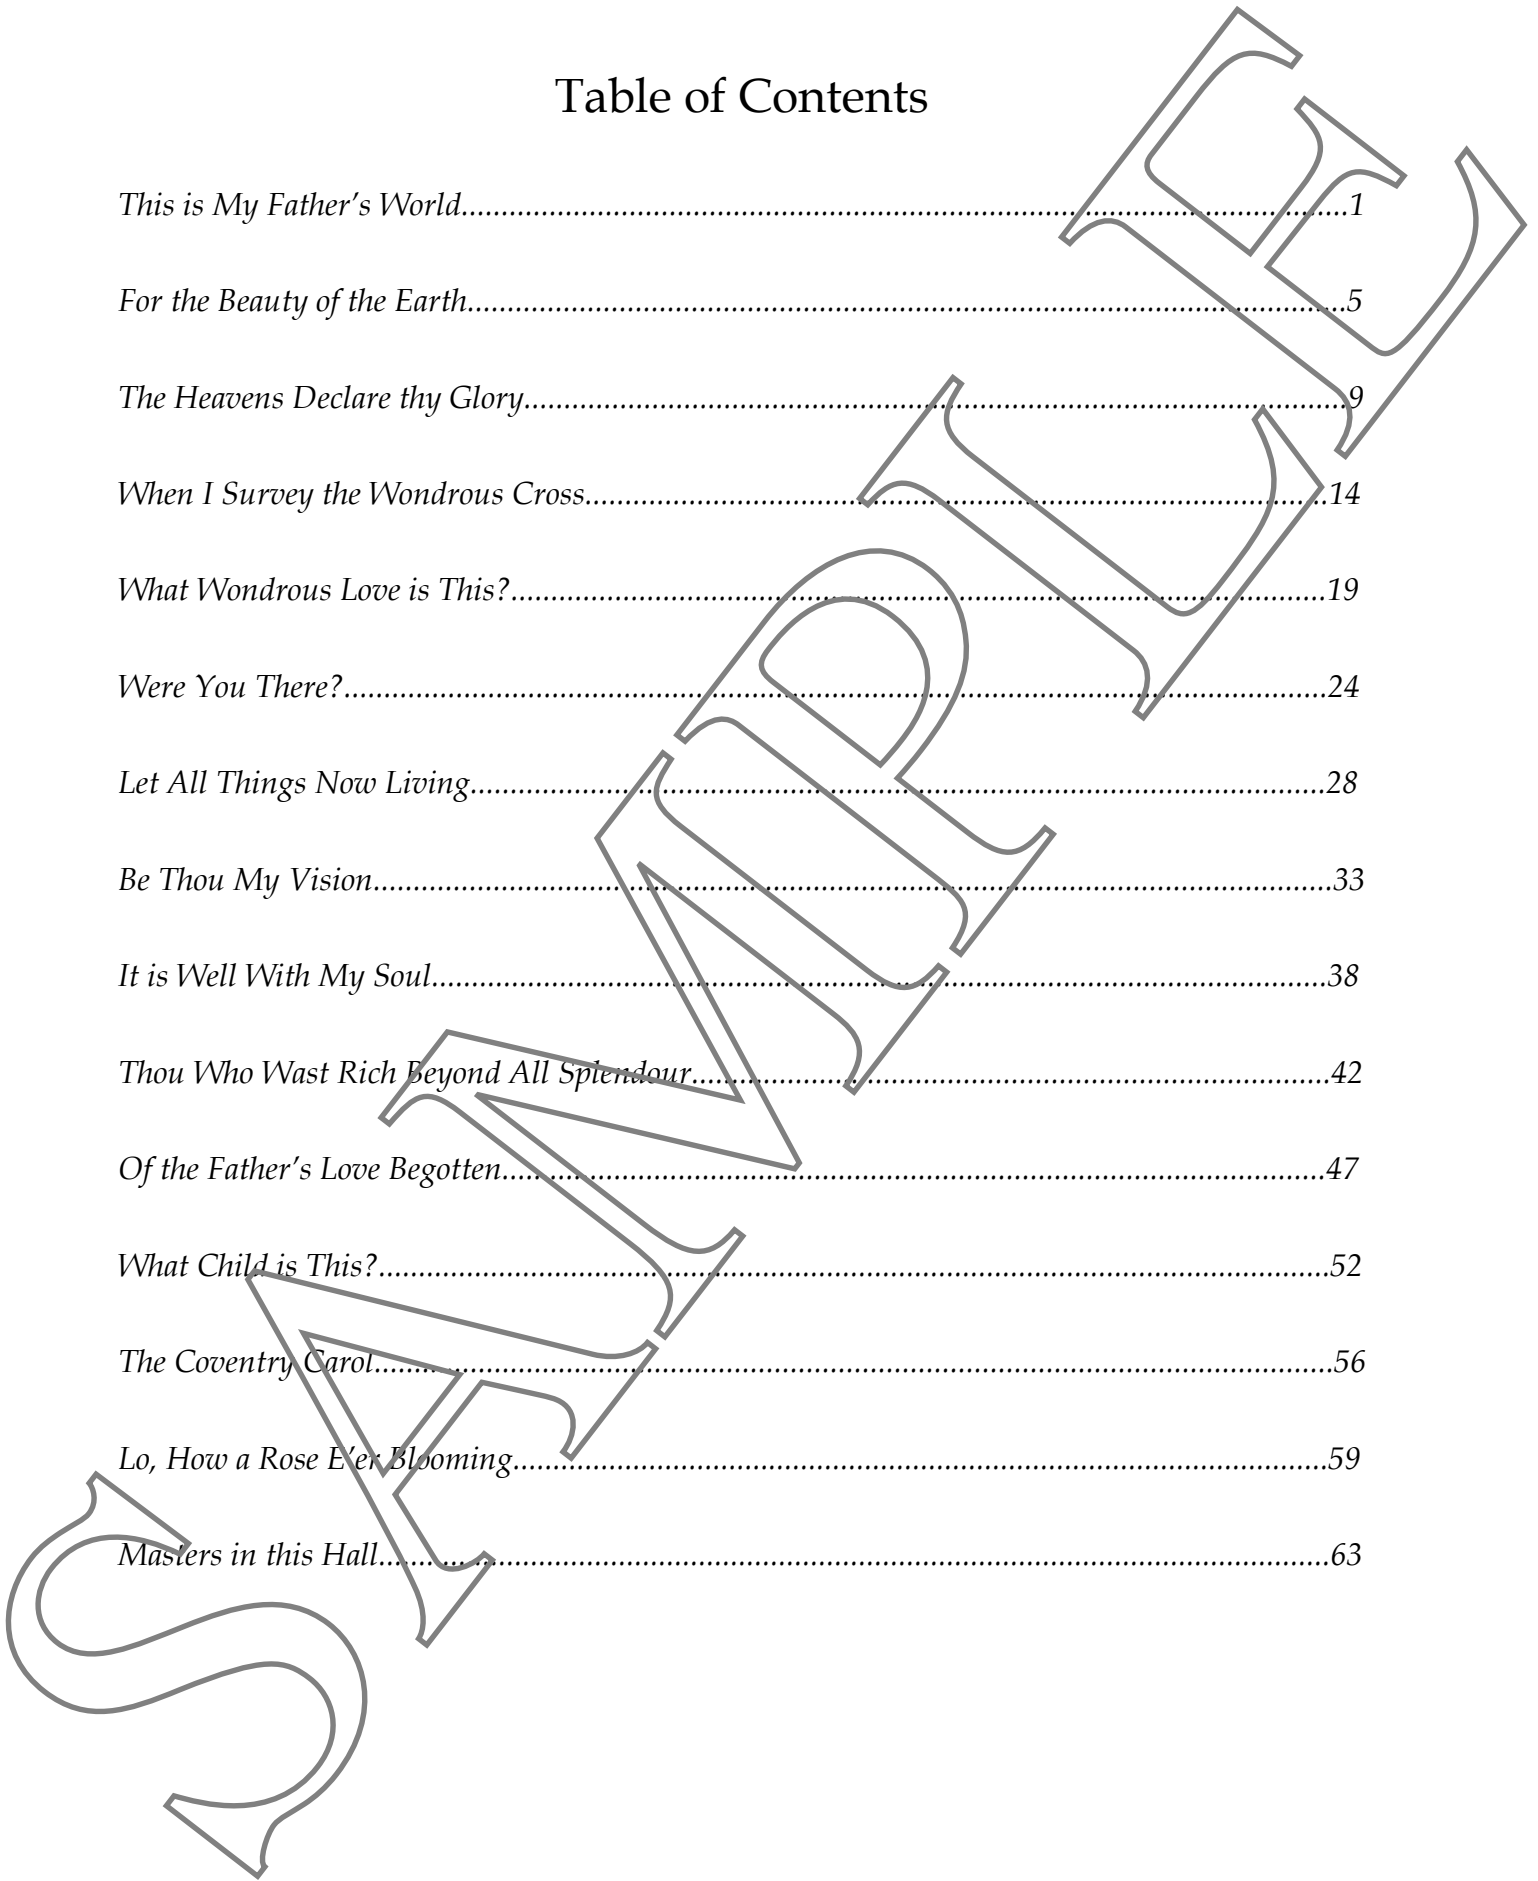 Table of Contents
This is My Father’s World...............1
For the Beauty of the Earth...............5
The Heavens Declare thy Glory...............9
When I Survey the Wondrous Cross...............14
What Wondrous Love is This?...............19
Were You There?...............24
Let All Things Now Living...............28
Be Thou My Vision...............33
It is Well With My Soul...............38
Thou Who Wast Rich Beyond All Splendour...............42
Of the Father’s Love Begotten...............47
What Child is This?...............52
The Coventry Carol...............56
Lo, How a Rose E’er Blooming...............59
Masters in this Hall...............63
SAMPLE